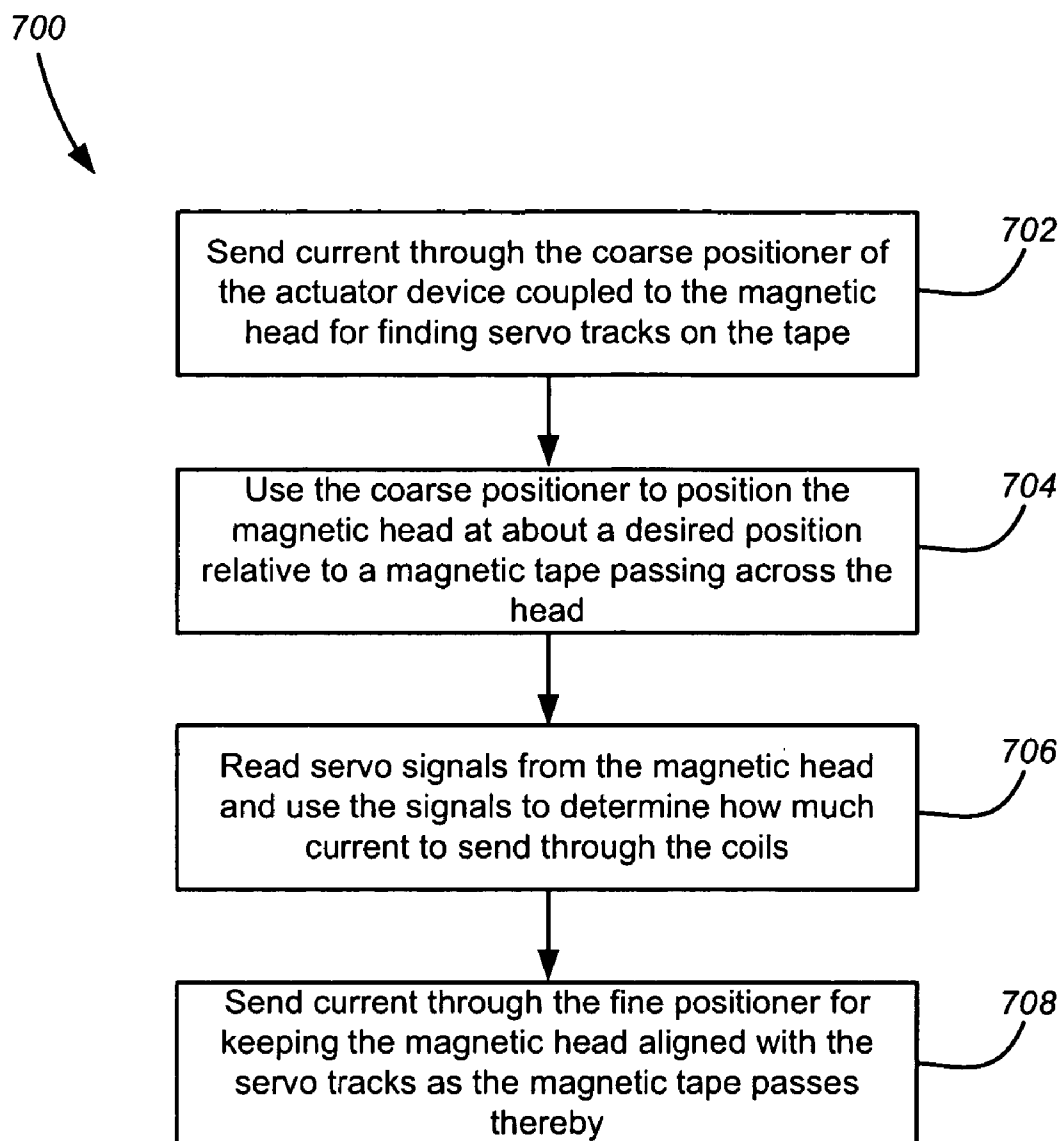 700
Send current through the coarse positioner of
the actuator device coupled to the magnetic
head for finding servo tracks on the tape
702
Use the coarse positioner to position the
magnetic head at about a desired position
relative to a magnetic tape passing across the
head
704
Read servo signals from the magnetic head
and use the signals to determine how much
current to send through the coils
706
Send current through the fine positioner for
keeping the magnetic head aligned with the
servo tracks as the magnetic tape passes
thereby
708